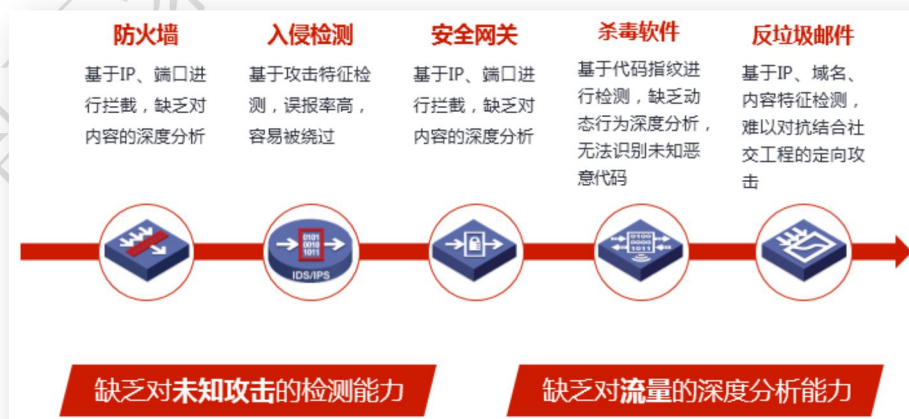 防火墙
基于IP、端口进
行拦截，缺乏对
内容的深度分析
入侵检测
基于攻击特征检
测，误报率高，
容易被绕过
安全网关
基于IP、端口进
行拦截，缺乏对
内容的深度分析
杀毒软件
基于代码指纹进
行检测，缺乏动
态行为深度分析，
无法识别未知恶
意代码
反垃圾邮件
基于IP、域名、
内容特征检测，
难以对抗结合社
交工程的定向攻
击
0101
0010
1011
IDS/IPS
0100
0000
1011
缺乏对未知攻击的检测能力
缺乏对流量的深度分析能力